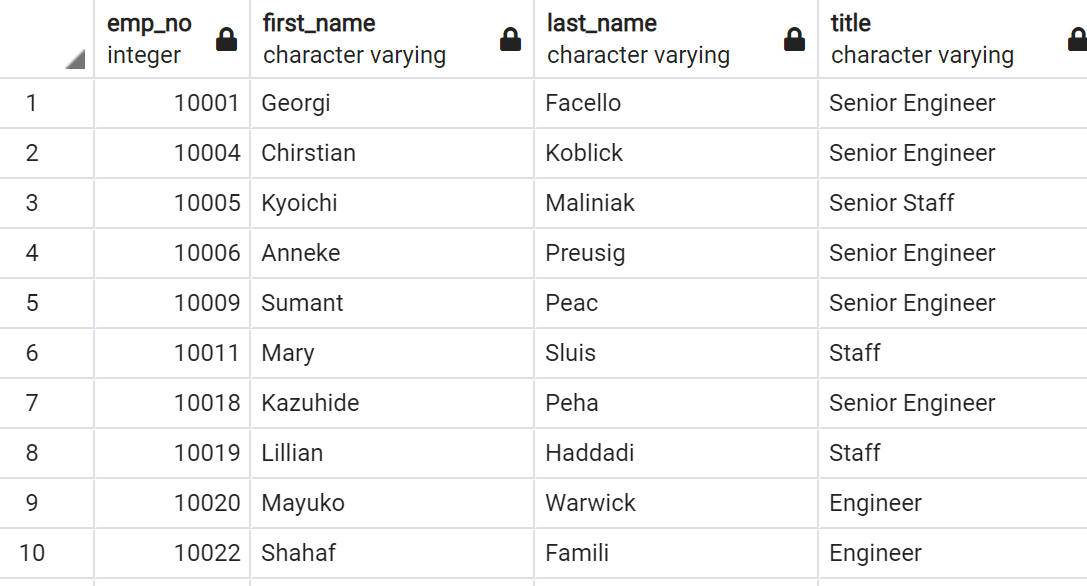 emp_no first_name last_name title
integer character varying character varying character varying
1 10001 Georgi Facello Senior Engineer
2 10004 Chirstian Koblick Senior Engineer
3 10005 Kyoichi Maliniak Senior Staff
4 10006 Anneke Preusig Senior Engineer
5 10009 Sumant Peac Senior Engineer
6 10011 Mary Sluis Staff
7 10018 Kazuhide Peha Senior Engineer
8 10019 Lillian Haddadi Staff
9 10020 Mayuko Warwick Engineer
10 10022 Shahaf Famili Engineer